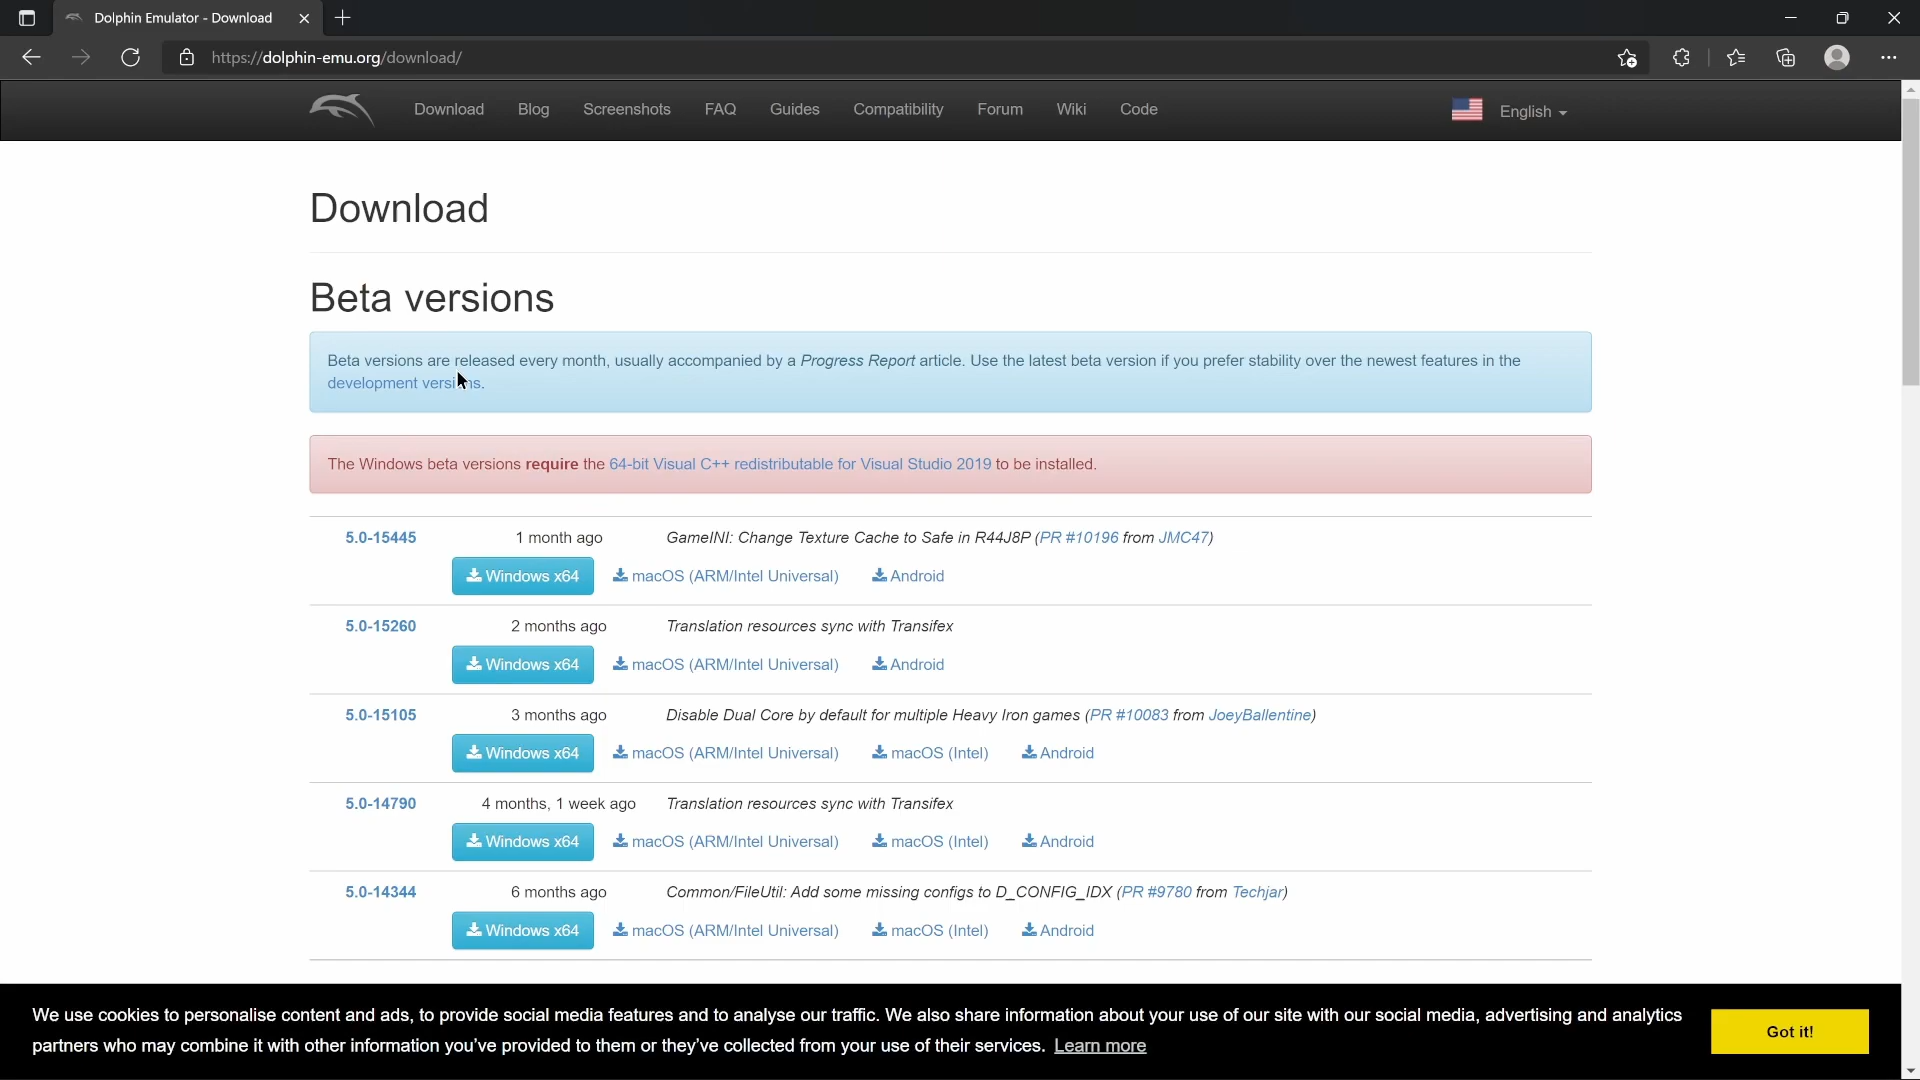 Dolphin Emulator - Download
https://dolphin-emu.org/download/
Download Blog Screenshots FAQ Guides Compatibility Forum Wiki Code English
Download
Beta versions
Beta versions are released every month, usually accompanied by a Progress Report article. Use the latest beta version if you prefer stability over the newest features in the
development versions.
The Windows beta versions require the 64-bit Visual C++ redistributable for Visual Studio 2019 to be installed.
5.0-15445 1 month ago GameINI: Change Texture Cache to Safe in R44J8P (PR #10196 from JMC47)
Windows x64 macOS (ARM/Intel Universal) Android
5.0-15260 2 months ago Translation resources sync with Transifex
Windows x64 macOS (ARM/Intel Universal) Android
5.0-15105 3 months ago Disable Dual Core by default for multiple Heavy Iron games (PR #10083 from JoeyBallentine)
Windows x64 macOS (ARM/Intel Universal) macOS (Intel) Android
5.0-14790 4 months, 1 week ago Translation resources sync with Transifex
Windows x64 macOS (ARM/Intel Universal) macOS (Intel) Android
5.0-14344 6 months ago Common/FileUtil: Add some missing configs to D_CONFIG_IDX (PR #9780 from Techjar)
Windows x64 macOS (ARM/Intel Universal) macOS (Intel) Android
We use cookies to personalise content and ads, to provide social media features and to analyse our traffic. We also share information about your use of our site with our social media, advertising and analytics
partners who may combine it with other information you've provided to them or they've collected from your use of their services. Learn more
Got it!